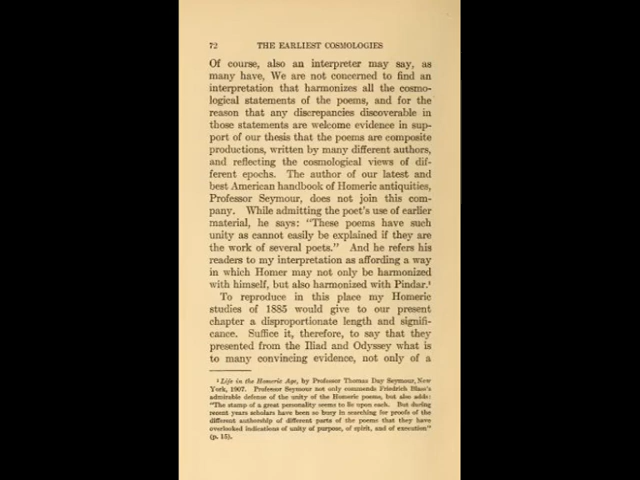 72 THE EARLIEST COSMOLOGIES
Of course, also an interpreter may say, as
many have, We are not concerned to find an
interpretation that harmonizes all the cosmo-
logical statements of the poems, and for the
reason that any discrepancies discoverable in
those statements are welcome evidence in sup-
port of our thesis that the poems are composite
productions, written by many different authors,
and reflecting the cosmological views of dif-
ferent epochs. The author of our latest and
best American handbook of Homeric antiquities,
Professor Seymour, does not join this com-
pany. While admitting the poet's use of earlier
material, he says: "These poems have such
unity as cannot easily be explained if they are
the work of several poets." And he refers his
readers to my interpretation as affording a way
in which Homer may not only be harmonized
with himself, but also harmonized with Pindar.¹
To reproduce in this place my Homeric
studies of 1885 would give to our present
chapter a disproportionate length and signifi-
cance. Suffice it, therefore, to say that they
presented from the Iliad and Odyssey what is
to many convincing evidence, not only of a
¹ Life in the Homeric Age, by Professor Thomas Day Seymour, New
York, 1907. Professor Seymour not only commends Friedrich Blass's
admirable defense of the unity of the Homeric poems, but also adds:
"The stamp of a great personality seems to lie upon each. But during
recent years scholars have been so busy in searching for proofs of the
different authorship of different parts of the poems that they have
overlooked indications of unity of purpose, of spirit, and of execution"
(p. 15).